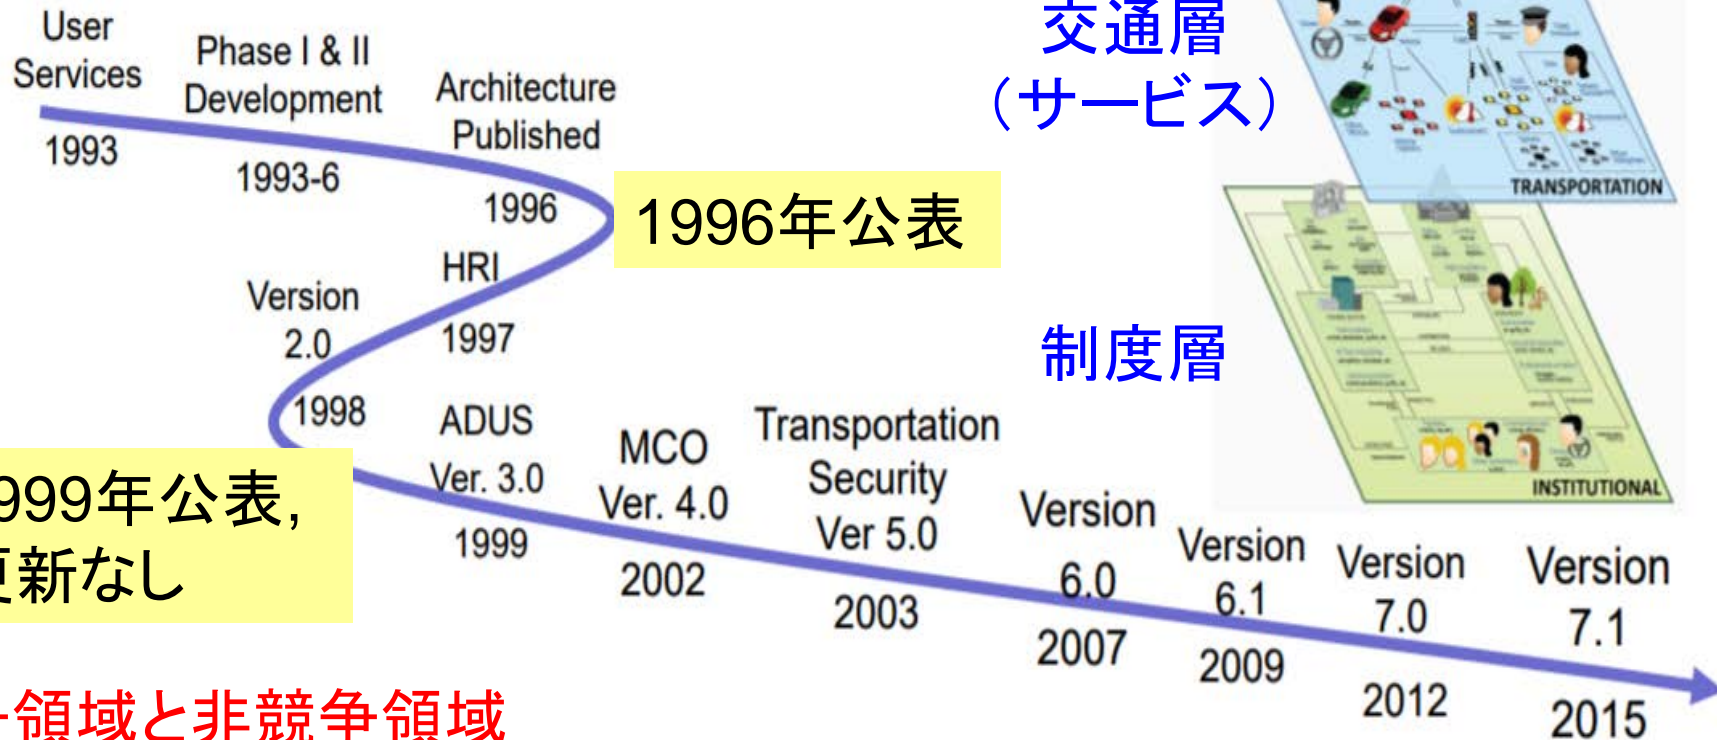 User
Services
1993
Phase I & II
Development
1993-6
Architecture
Published
1996
1996年公表
HRI
1997
Version
2.0
1998
999年公表,
更新なし
ADUS
Ver. 3.0
1999
MCO
Ver. 4.0
2002
Transportation
Security
Ver 5.0
2003
Version
6.0
2007
Version
6.1
2009
Version
7.0
2012
Version
7.1
2015
交通層
（サービス）
TRANSPORTATION
制度層
INSTITUTIONAL
領域と非競争領域